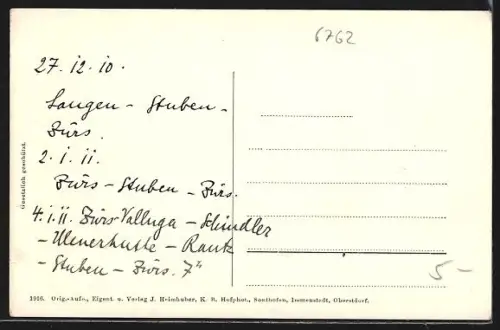 6762
27.12.10.
Langen - Stuben -
Zürs.
2.1.11.
Zürs - Stuben - Zürs.
4.1.11. Zürs-Valluga - Schindler
- Ulmerhütte - Rautz
- Stuben - Zürs. 7h
5-
Gesetzlich geschützt.
1916. Orig.-Aufn., Eigent. u. Verlag J. Heimhuber, K. B. Hofphot., Sonthofen, Immenstadt, Oberstdorf.